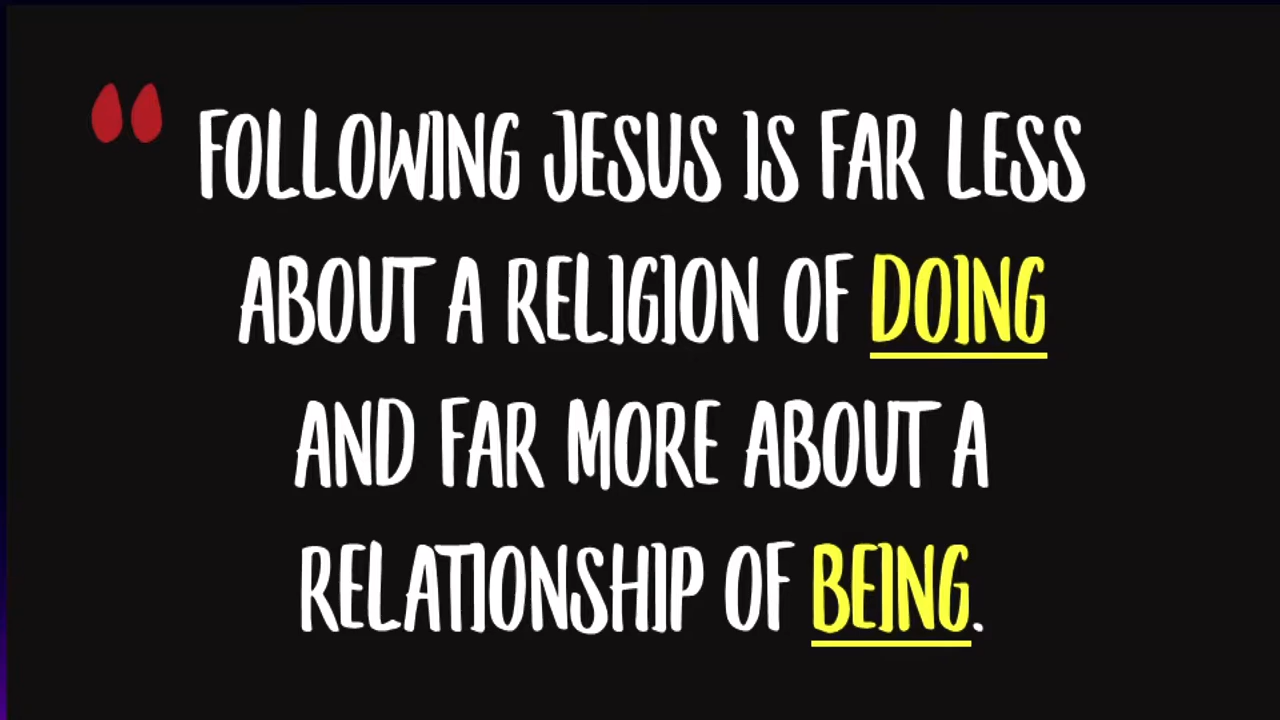 “ FOLLOWING JESUS IS FAR LESS
ABOUT A RELIGION OF DOING
AND FAR MORE ABOUT A
RELATIONSHIP OF BEING.